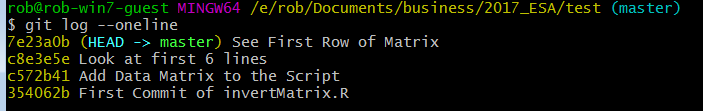 rob@rob-win7-guest MINGW64 /e/rob/Documents/business/2017_ESA/test (master)
$ git log --oneline
7e23a0b (HEAD -> master) See First Row of Matrix
c8e3e5e Look at first 6 lines
c572b41 Add Data Matrix to the Script
354062b First Commit of invertMatrix.R